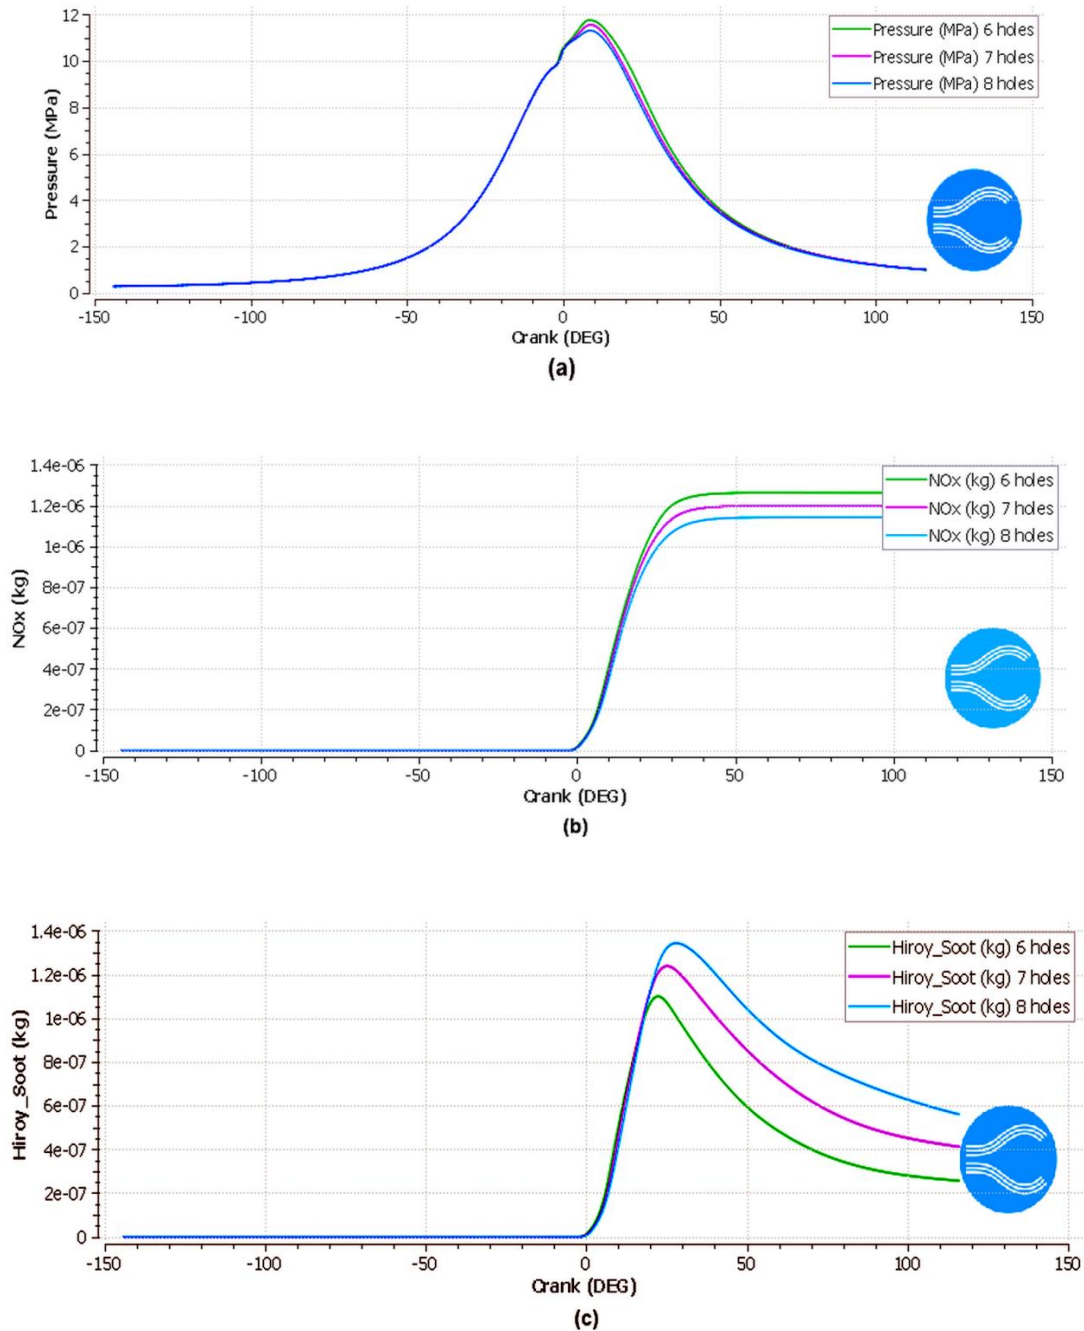 12
10
8
6
4
2
0
Pressure (MPa)
Pressure (MPa) 6 holes
Pressure (MPa) 7 holes
Pressure (MPa) 8 holes
-150
-100
-50
0
50
100
150
Crank (DEG)
(a)
1.4e-06
1.2e-06
1e-06
8e-07
6e-07
4e-07
2e-07
0
NOx (kg)
NOx (kg) 6 holes
NOx (kg) 7 holes
NOx (kg) 8 holes
-150
-100
-50
0
50
100
150
Crank (DEG)
(b)
1.4e-06
1.2e-06
1e-06
8e-07
6e-07
4e-07
2e-07
0
Hiroy_Soot (kg)
Hiroy_Soot (kg) 6 holes
Hiroy_Soot (kg) 7 holes
Hiroy_Soot (kg) 8 holes
-150
-100
-50
0
50
100
150
Crank (DEG)
(c)